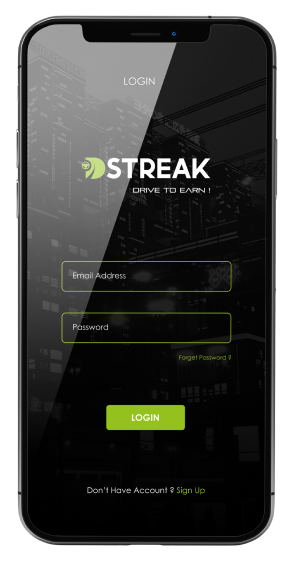 LOGIN
STREAK
DRIVE TO EARN !
Email Address
Password
Forget Password ?
LOGIN
Don't Have Account ? Sign Up